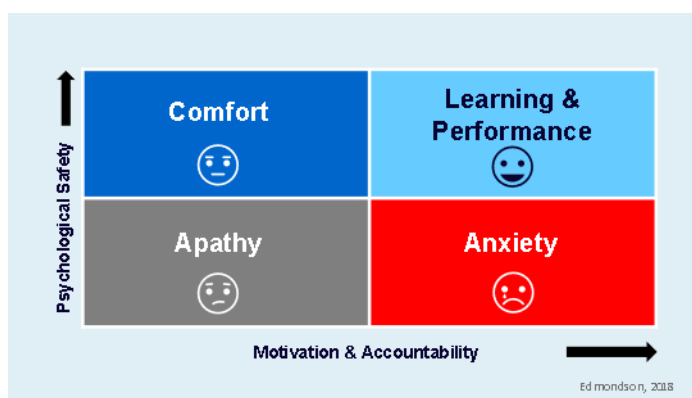 Comfort
Learning &
Performance
Psychological Safety
Apathy
Anxiety
Motivation & Accountability
Edmondson, 2018